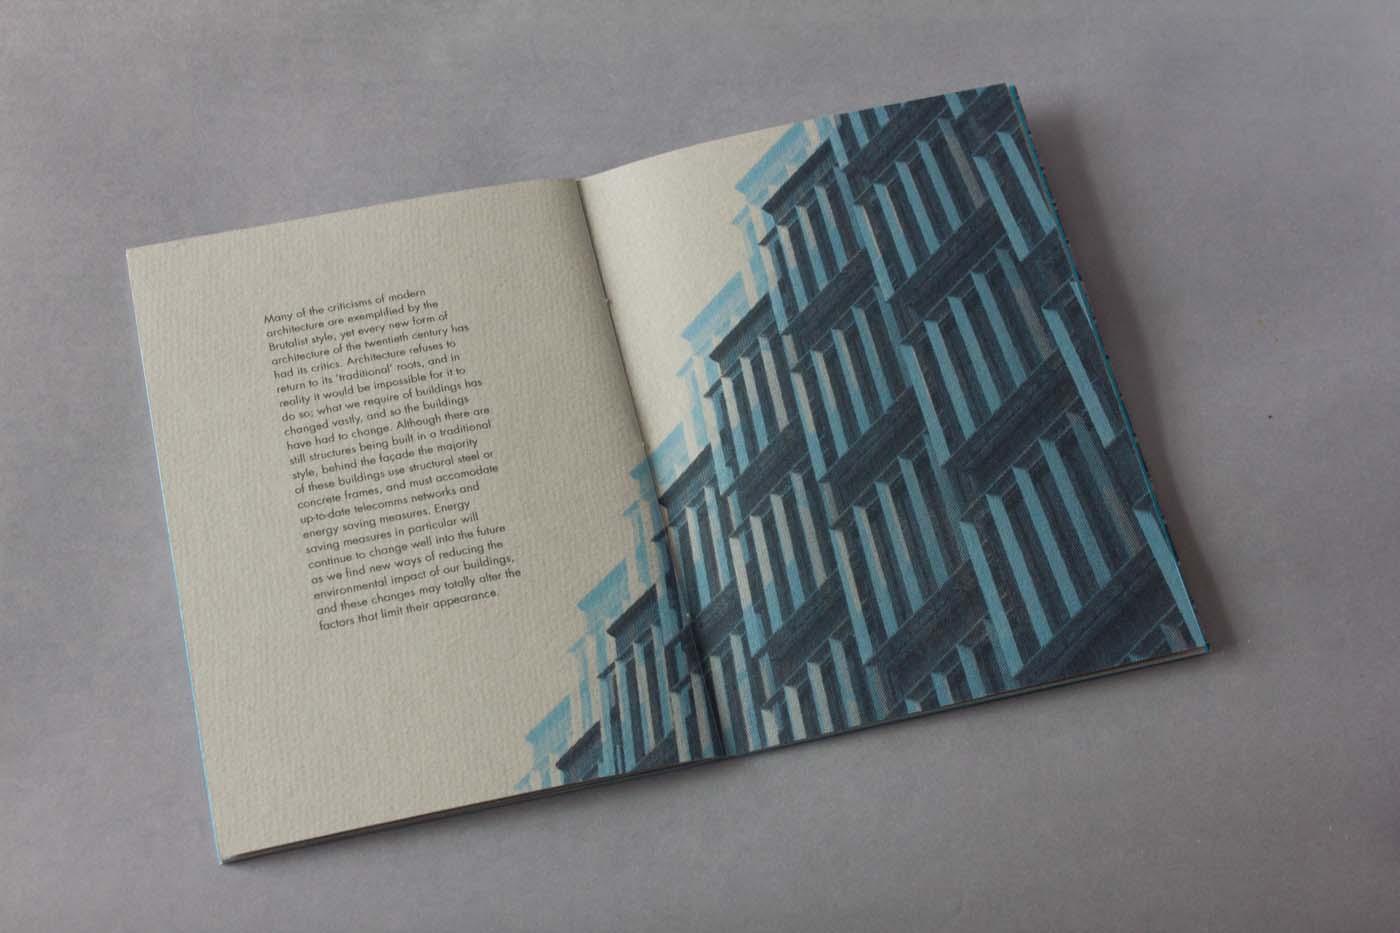 Many of the criticisms of modern
architecture are exemplified by the
Brutalist style, yet every new form of
architecture of the twentieth century has
had its critics. Architecture refuses to
return to its 'traditional' roots, and in
reality it would be impossible for it to
do so; what we require of buildings has
changed vastly, and so the buildings
have had to change. Although there are
still structures being built in a traditional
style, behind the façade the majority
of these buildings use structural steel or
concrete frames, and must accomodate
up-to-date telecomms networks and
energy saving measures. Energy
saving measures in particular will
continue to change well into the future
as we find new ways of reducing the
environmental impact of our buildings,
and these changes may totally alter the
factors that limit their appearance.